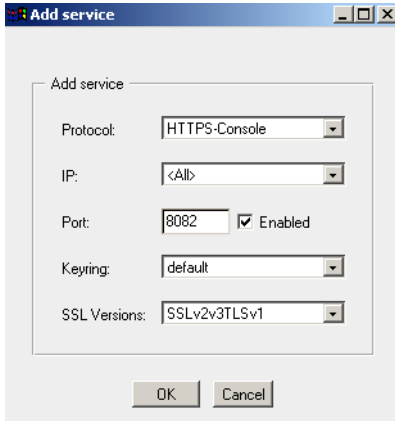 Add service
Add service
Protocol: HTTPS-Console
IP: <All>
Port: 8082 Enabled
Keyring: default
SSL Versions: SSLv2v3TLSv1
OK Cancel